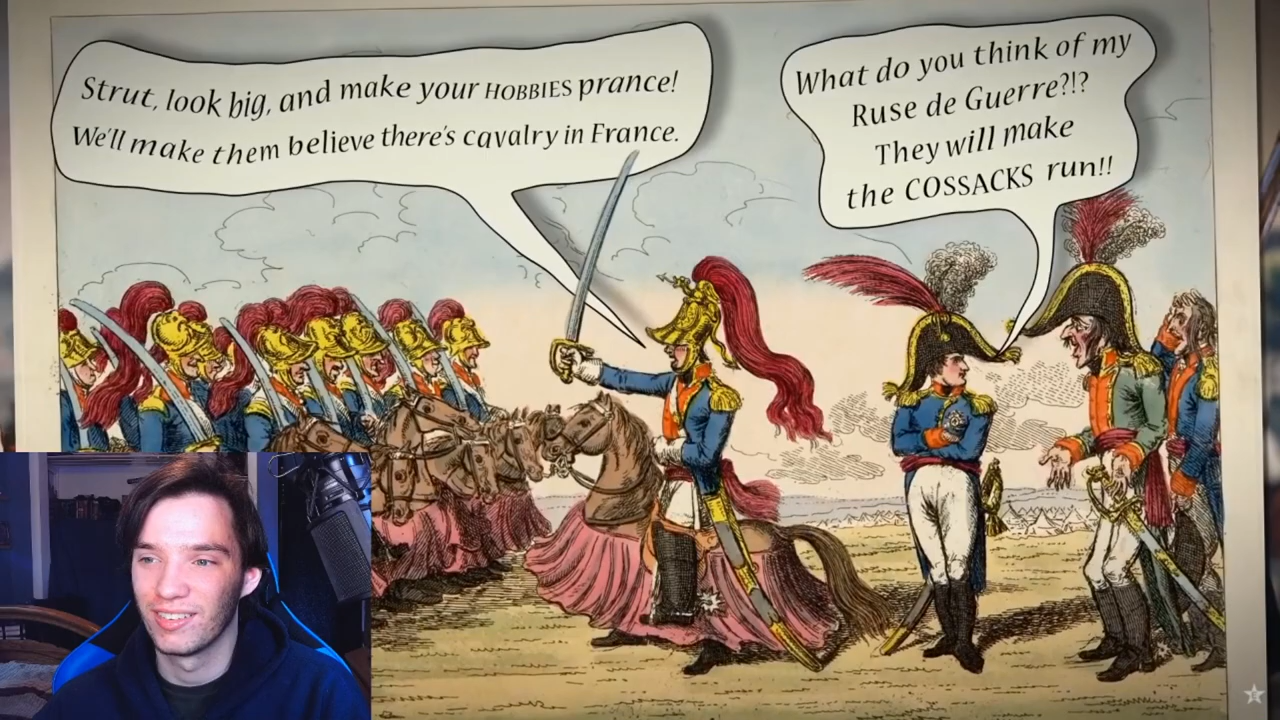 Strut, look big, and make your HOBBIES prance!
We'll make them believe there's cavalry in France.
What do you think of my
Ruse de Guerre?!?
They will make
the COSSACKS run!!